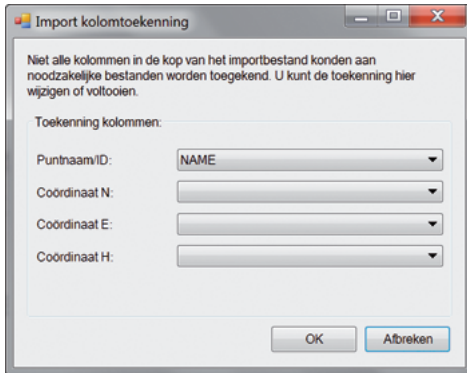 Import kolomtoekenning
Niet alle kolommen in de kop van het importbestand konden aan
noodzakelijke bestanden worden toegekend. U kunt de toekenning hier
wijzigen of voltooien.
Toekenning kolommen:
Puntnaam/ID: NAME
Coördinaat N:
Coördinaat E:
Coördinaat H:
OK Afbreken